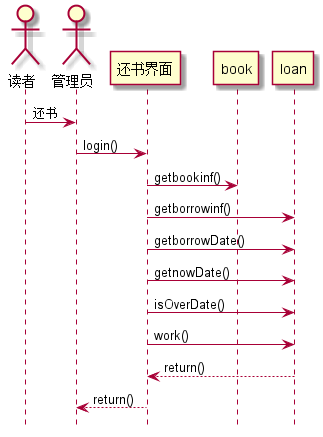 读者
管理员
还书界面
book
loan
还书
login()
getbookinf()
getborrowinf()
getborrowDate()
getnowDate()
isOverDate()
work()
return()
return()